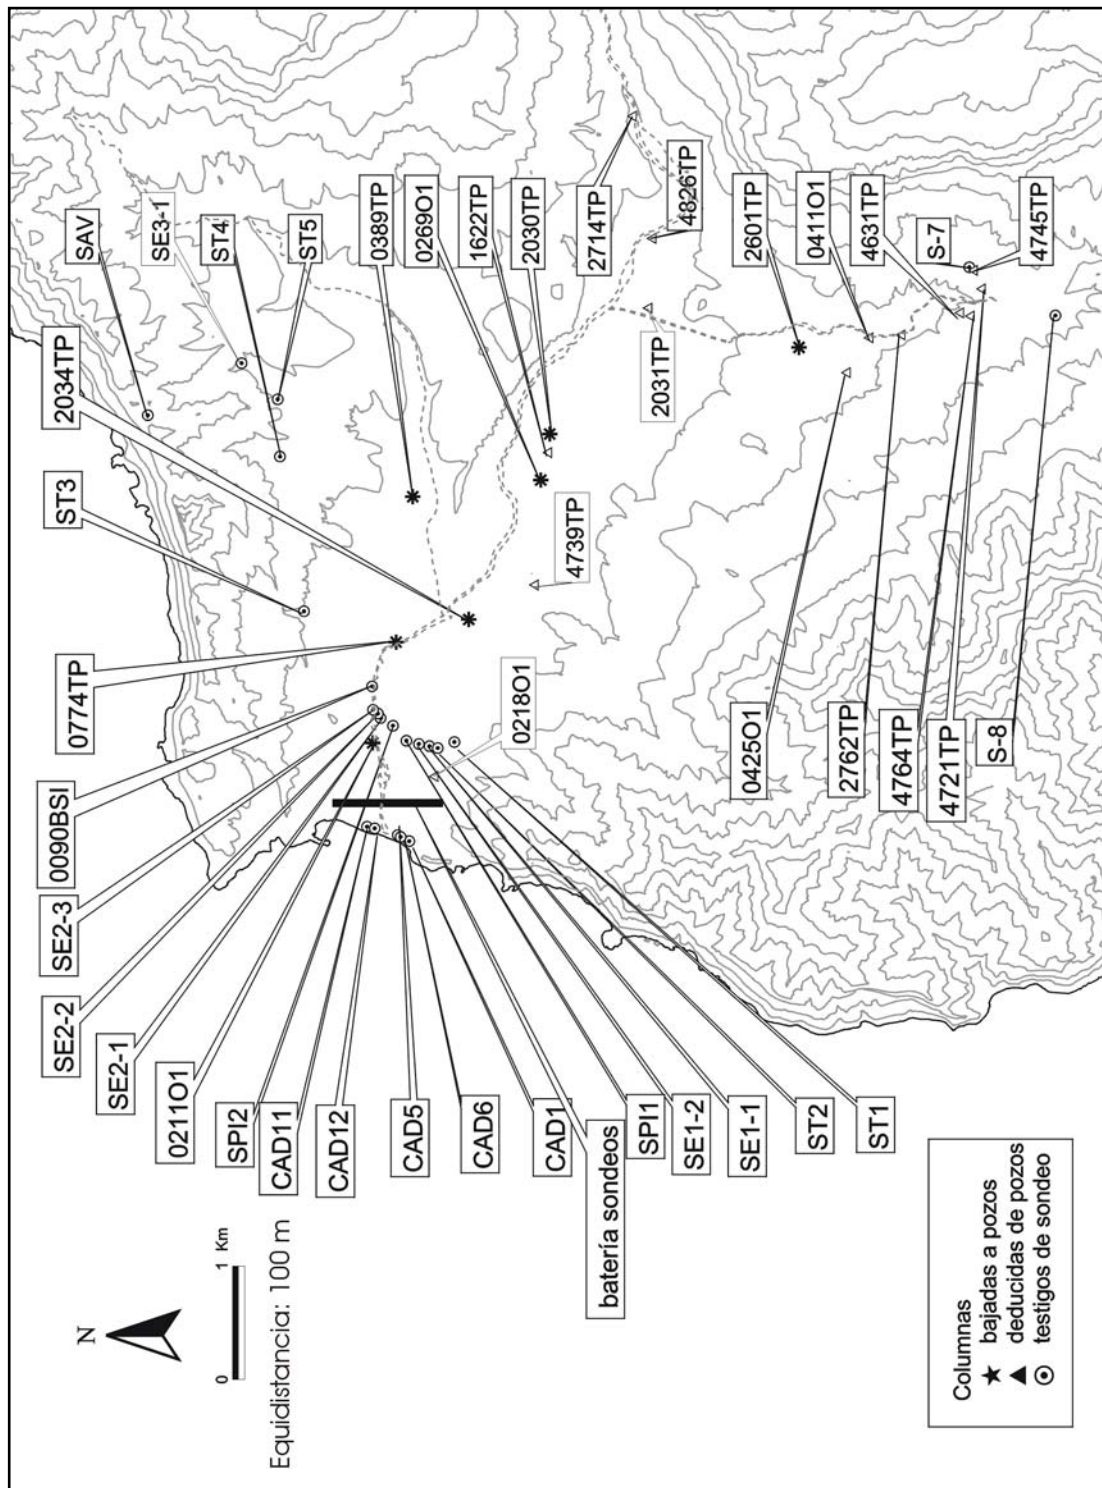 SAV
SE3-1
ST4
ST5
0389TP
0269O1
1622TP
2030TP
2714TP
4826TP
2601TP
0411O1
4631TP
S-7
4745TP
2034TP
2031TP
ST3
4739TP
0774TP
0218O1
0425O1
2762TP
4764TP
4721TP
S-8
0090BSI
SE2-3
SE2-2
SE2-1
0211O1
SPI2
CAD11
CAD12
CAD5
CAD6
CAD1
batería sondeos
SPI1
SE1-2
SE1-1
ST2
ST1
N
0 1 Km
Equidistancia: 100 m
Columnas
bajadas a pozos
deducidas de pozos
testigos de sondeo